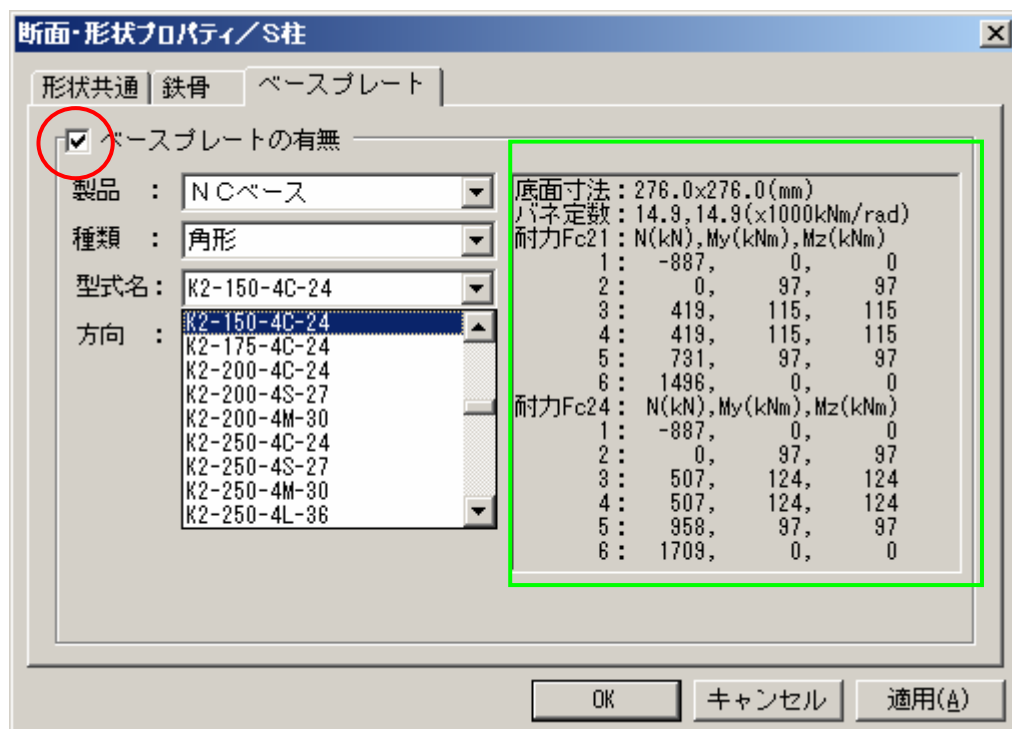 断面・形状プロパティ/S柱
形状共通 鉄骨 ベースプレート
ベースプレートの有無
製品 : NCベース
種類 : 角形
型式名: K2-150-4C-24
方向 :
K2-150-4C-24
K2-175-4C-24
K2-200-4C-24
K2-200-4S-27
K2-200-4M-30
K2-250-4C-24
K2-250-4S-27
K2-250-4M-30
K2-250-4L-36
底面寸法:276.0x276.0(mm)
バネ定数:14.9,14.9(x1000kNm/rad)
耐力Fc21:N(kN),My(kNm),Mz(kNm)
1: -887, 0, 0
2: 0, 97, 97
3: 419, 115, 115
4: 419, 115, 115
5: 731, 97, 97
6: 1496, 0, 0
耐力Fc24: N(kN),My(kNm),Mz(kNm)
1: -887, 0, 0
2: 0, 97, 97
3: 507, 124, 124
4: 507, 124, 124
5: 958, 97, 97
6: 1709, 0, 0
OK キャンセル 適用(A)